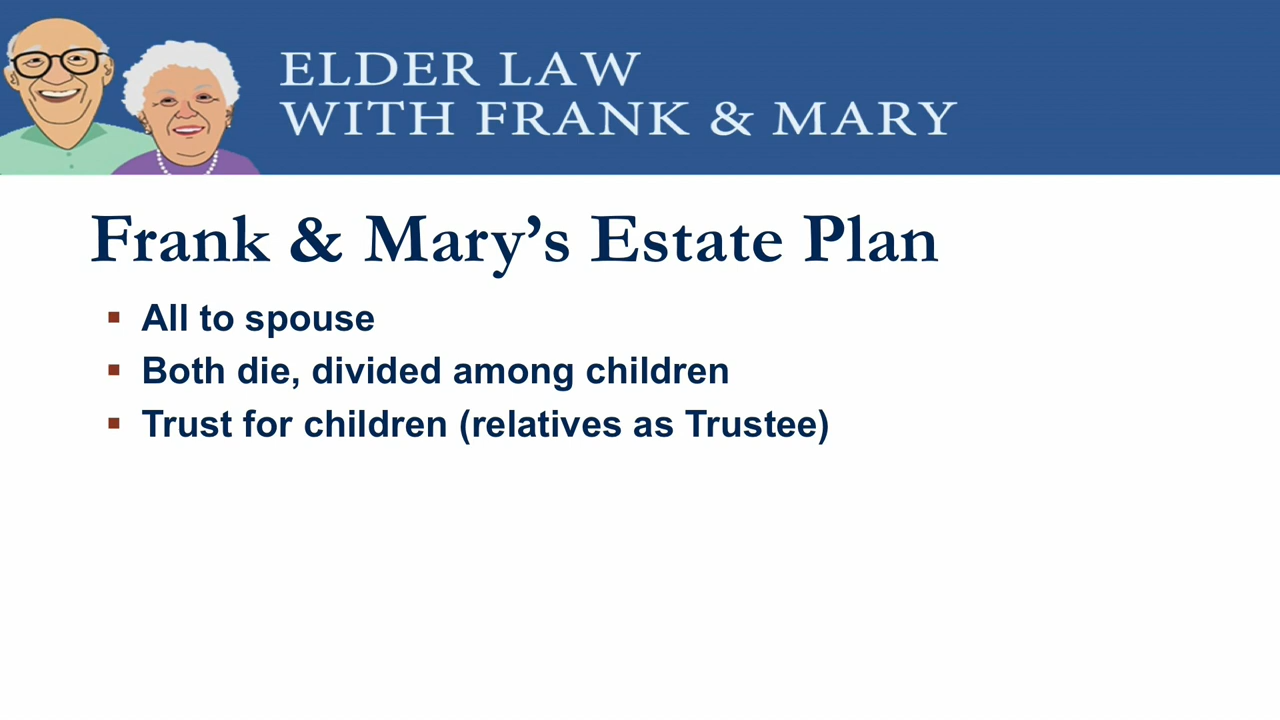 ELDER LAW
WITH FRANK & MARY
Frank & Mary’s Estate Plan
▪ All to spouse
▪ Both die, divided among children
▪ Trust for children (relatives as Trustee)